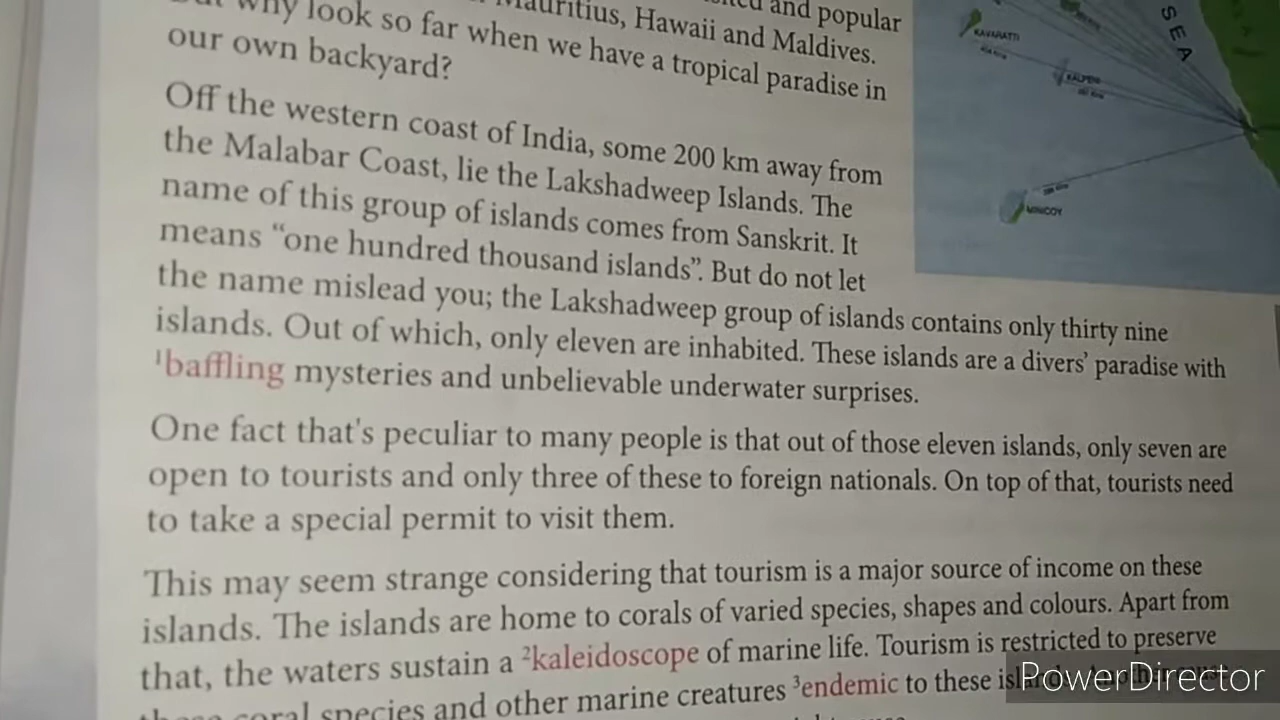 and popular
why look so far when we have a tropical paradise in
Mauritius, Hawaii and Maldives.
our own backyard?
Off the western coast of India, some 200 km away from
the Malabar Coast, lie the Lakshadweep Islands. The
name of this group of islands comes from Sanskrit. It
means “one hundred thousand islands”. But do not let
the name mislead you; the Lakshadweep group of islands contains only thirty nine
islands. Out of which, only eleven are inhabited. These islands are a divers’ paradise with
¹baffling mysteries and unbelievable underwater surprises.
One fact that's peculiar to many people is that out of those eleven islands, only seven are
open to tourists and only three of these to foreign nationals. On top of that, tourists need
to take a special permit to visit them.
This may seem strange considering that tourism is a major source of income on these
islands. The islands are home to corals of varied species, shapes and colours. Apart from
that, the waters sustain a ²kaleidoscope of marine life. Tourism is restricted to preserve
coral species and other marine creatures ³endemic to these
SEA
KAVARATTI
KALPENI
MINICOY
PowerDirector